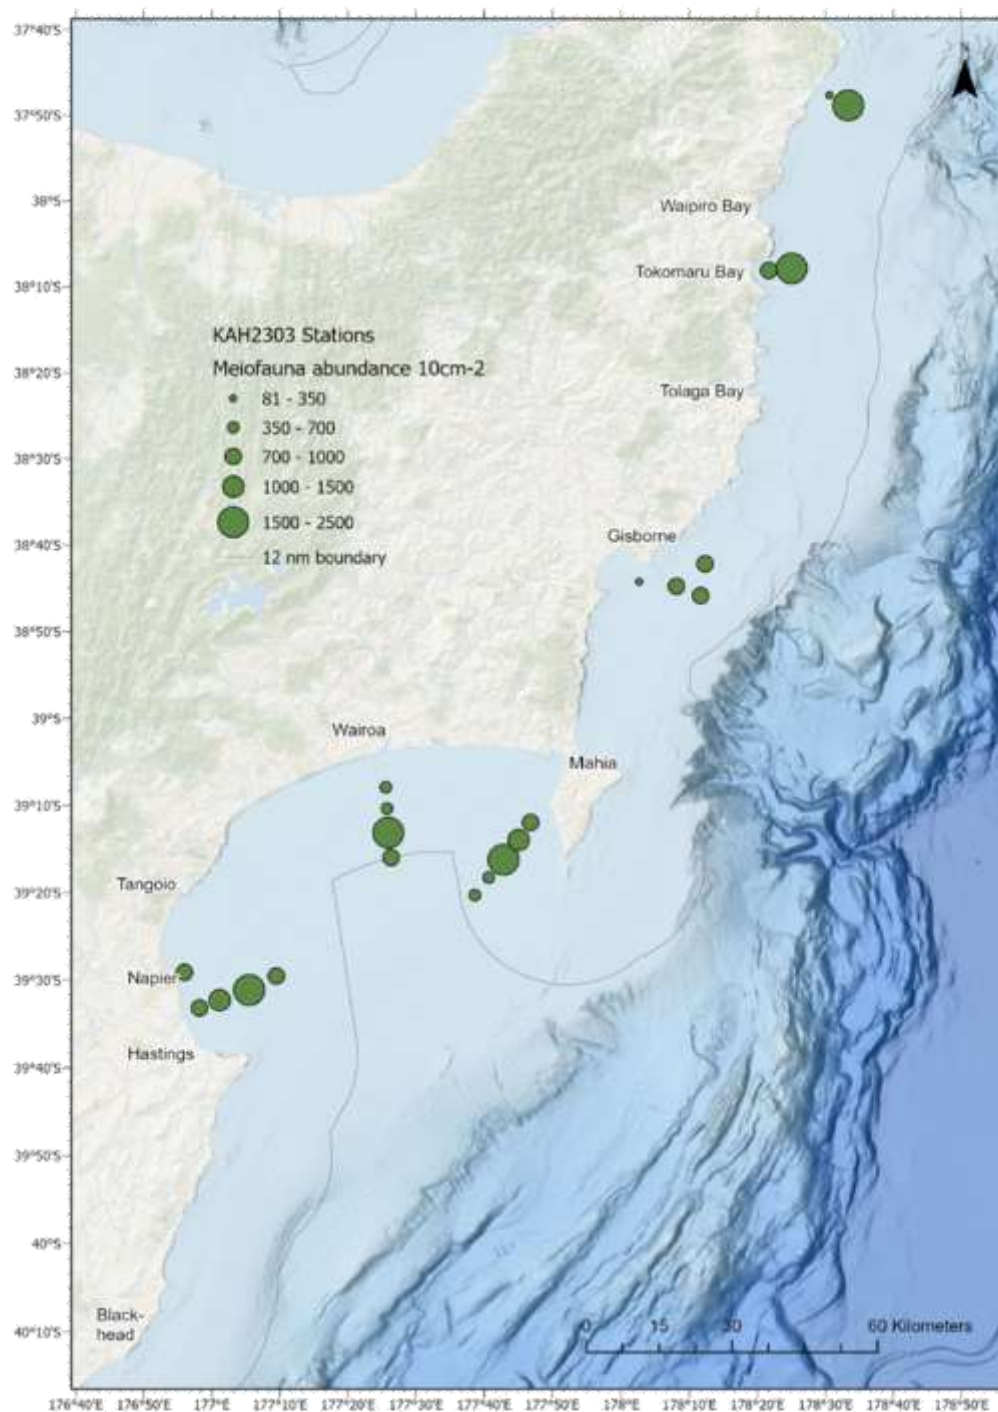 37°40'S
37°50'S
38°S
Waipiro Bay
Tokomaru Bay
38°10'S
KAH2303 Stations
Meiofauna abundance 10cm-2
38°20'S
Tolaga Bay
81 - 350
350 - 700
38°30'S
700 - 1000
1000 - 1500
1500 - 2500
38°40'S
Gisborne
12 nm boundary
38°50'S
39°S
Wairoa
Mahia
39°10'S
39°20'S
Tangoio
39°30'S
Napier
Hastings
39°40'S
39°50'S
40°S
Black-
head
40°10'S
0 15 30 60 Kilometers
176°40'E 176°50'E 177°E 177°10'E 177°20'E 177°30'E 177°40'E 177°50'E 178°E 178°10'E 178°20'E 178°30'E 178°40'E 178°50'E